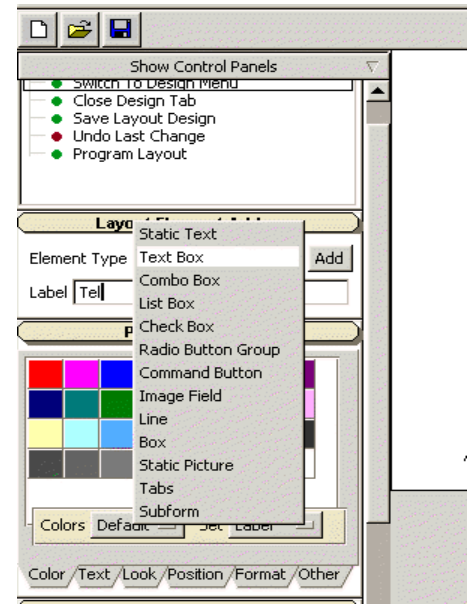 Show Control Panels
Switch To Design Menu
Close Design Tab
Save Layout Design
Undo Last Change
Program Layout
Layout Element
Element Type
Add
Label Tel
Static Text
Text Box
Combo Box
List Box
Check Box
Radio Button Group
Command Button
Image Field
Line
Box
Static Picture
Tabs
Subform
Colors Default Set Label
Color Text Look Position Format Other